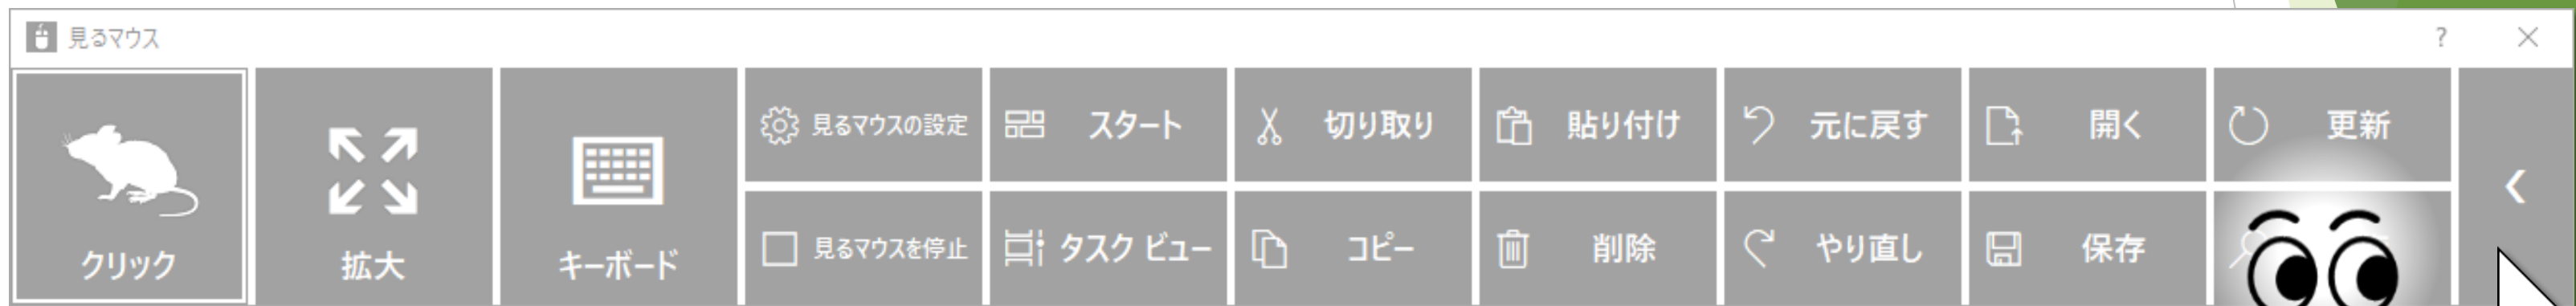 見るマウス
?
クリック
拡大
キーボード
見るマウスの設定
見るマウスを停止
スタート
タスク ビュー
切り取り
コピー
貼り付け
削除
元に戻す
やり直し
開く
保存
更新